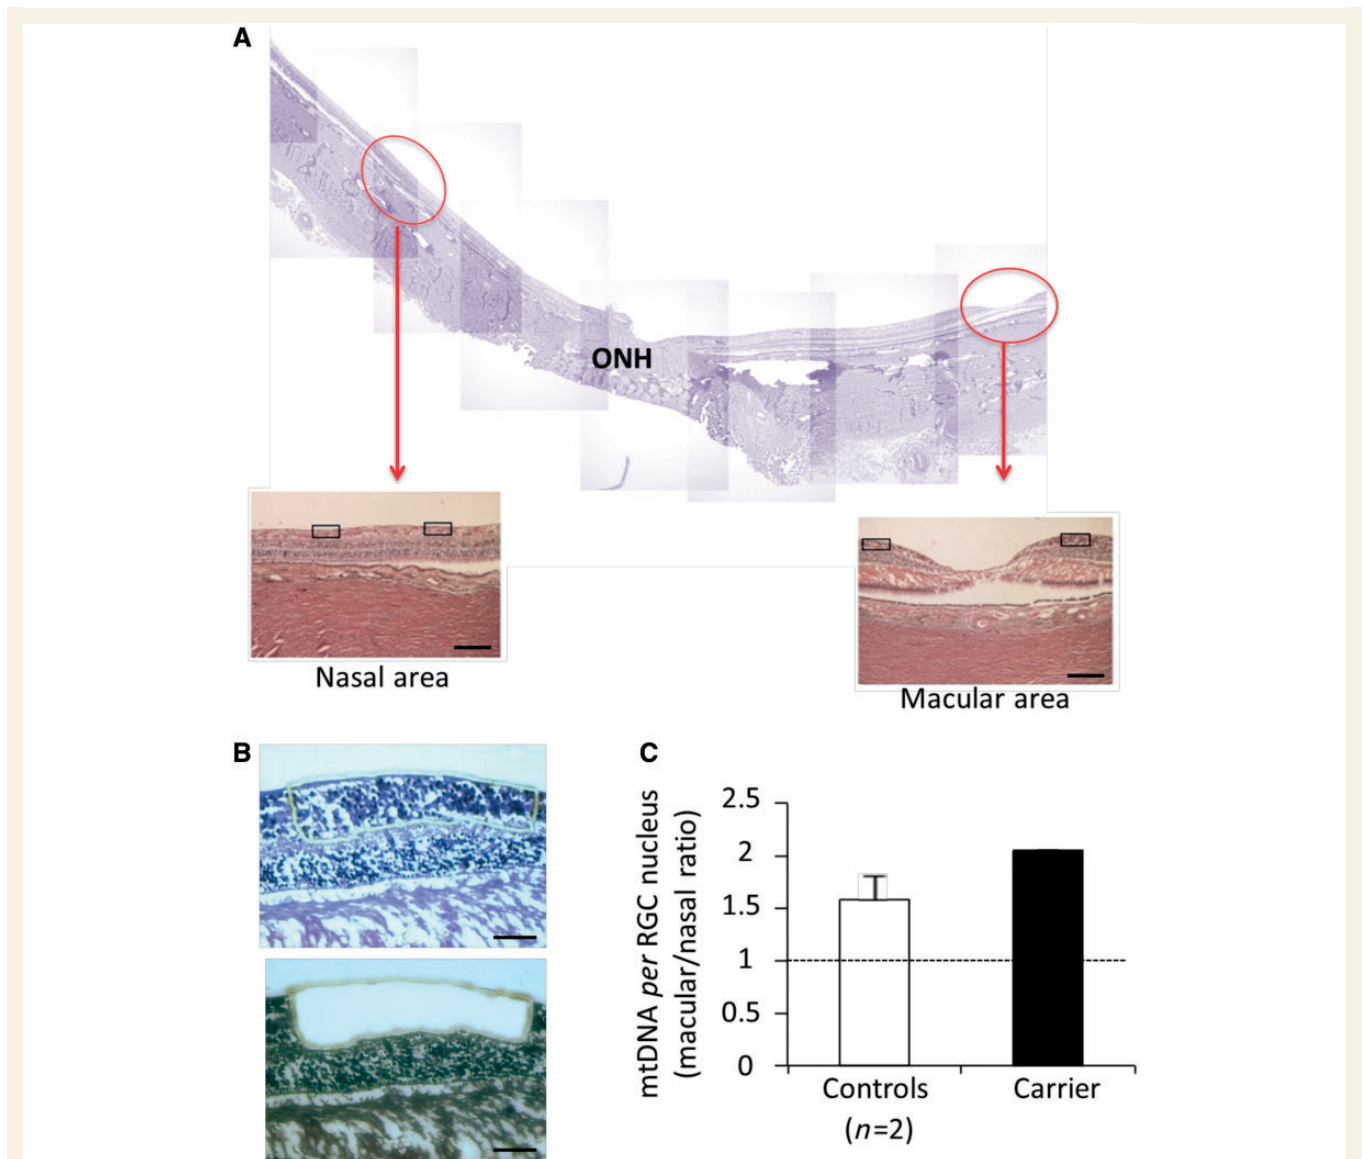 A
ONH
Nasal area
Macular area
B
C
mtDNA per RGC nucleus
(macular/nasal ratio)
2.5
2
1.5
1
0.5
0
Controls
Carrier
(n=2)